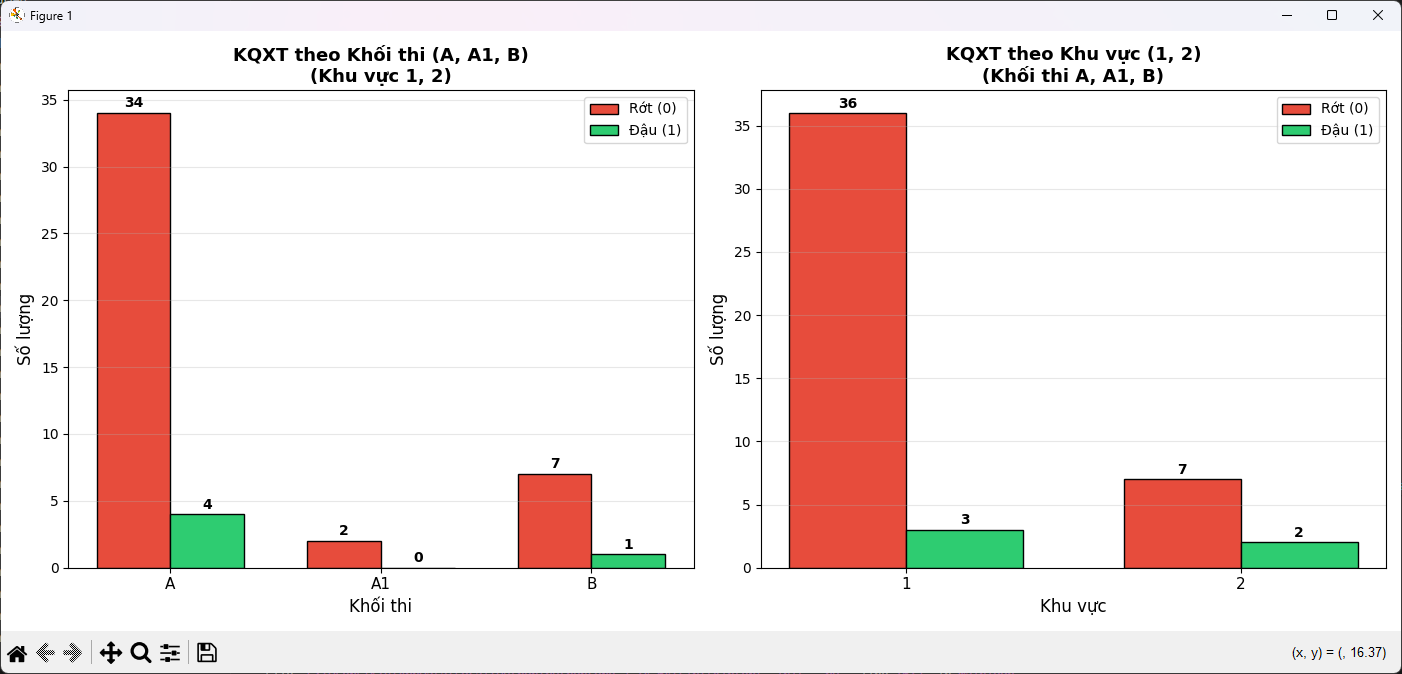 Figure 1
KQXT theo Khối thi (A, A1, B)
(Khu vực 1, 2)
35
30
25
20
15
10
5
0
Số lượng
34
4
2
0
7
1
Rớt (0)
Đậu (1)
A
A1
B
Khối thi
KQXT theo Khu vực (1, 2)
(Khối thi A, A1, B)
35
30
25
20
15
10
5
0
Số lượng
36
3
7
2
Rớt (0)
Đậu (1)
1
2
Khu vực
(x, y) = (, 16.37)